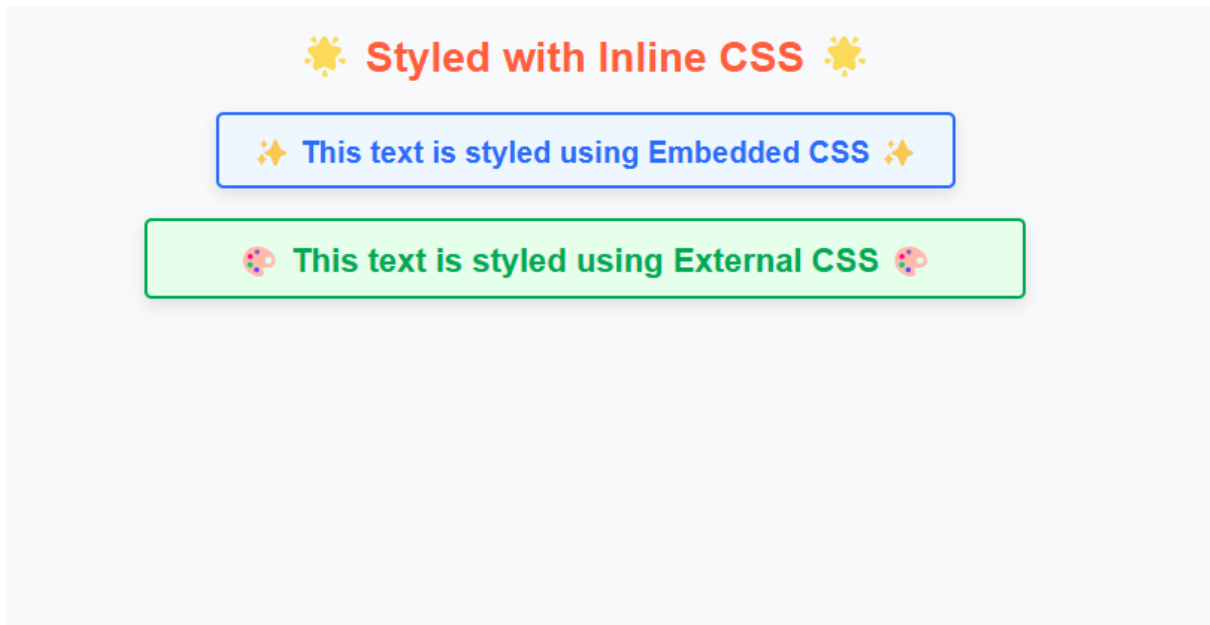 🌟 Styled with Inline CSS 🌟
✨ This text is styled using Embedded CSS ✨
🎨 This text is styled using External CSS 🎨